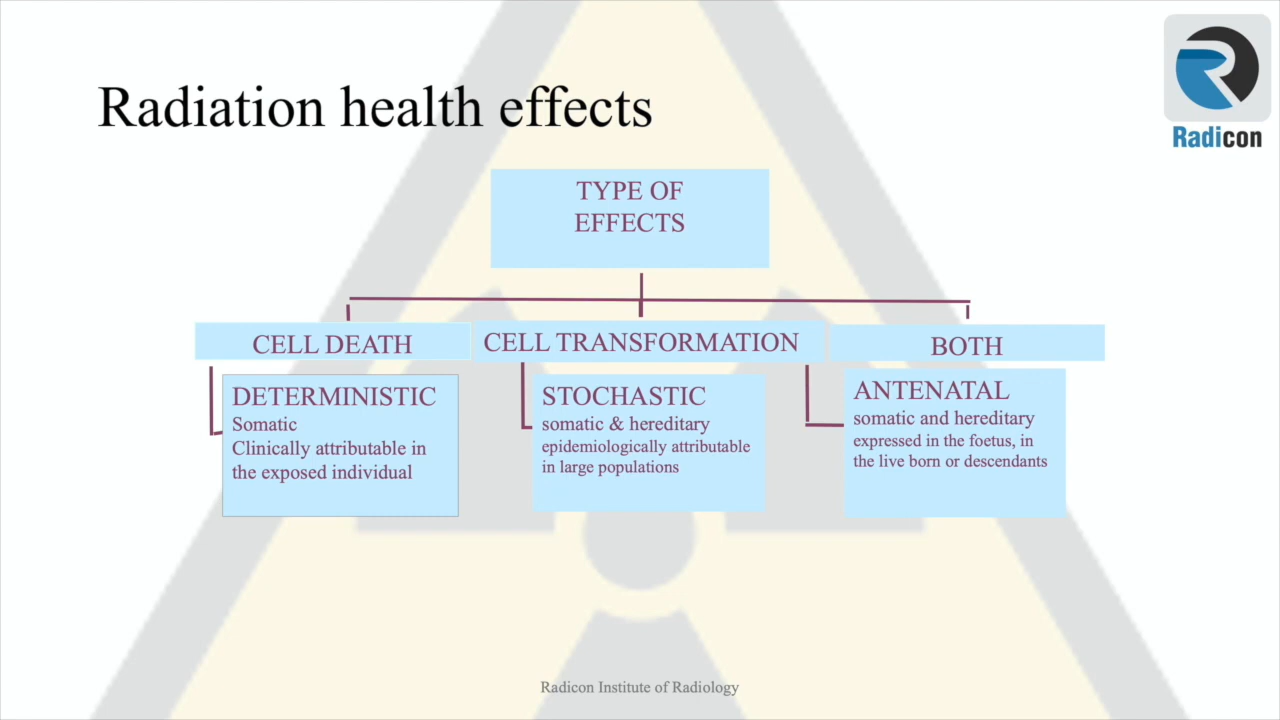 Radicon
Radiation health effects
TYPE OF
EFFECTS
CELL DEATH
CELL TRANSFORMATION
BOTH
DETERMINISTIC
Somatic
Clinically attributable in
the exposed individual
STOCHASTIC
somatic & hereditary
epidemiologically attributable
in large populations
ANTENATAL
somatic and hereditary
expressed in the foetus, in
the live born or descendants
Radicon Institute of Radiology